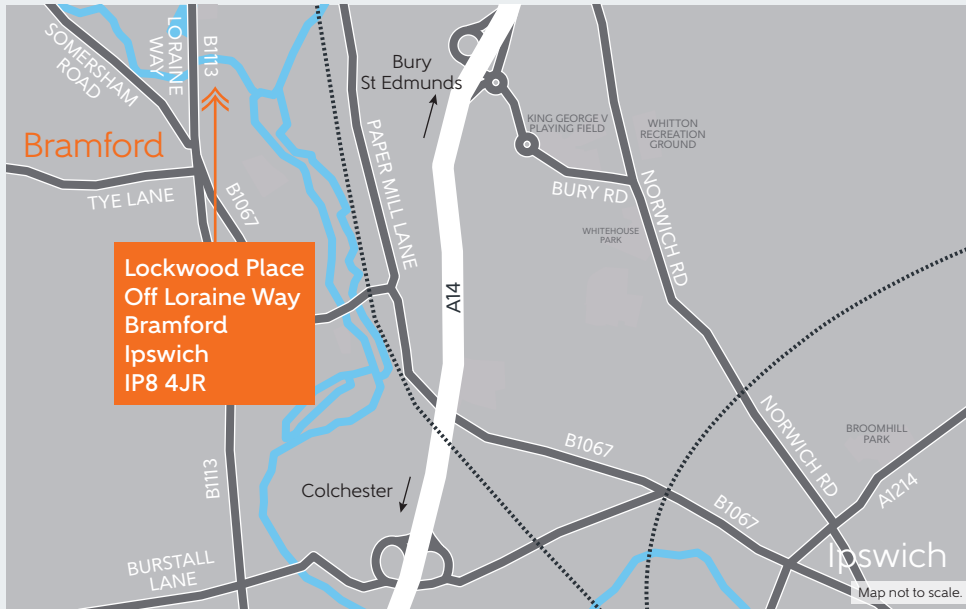 SOMERSHAM
ROAD
LORAINE
WAY
B1113
Bury
St Edmunds
KING GEORGE V
PLAYING FIELD
WHITTON
RECREATION
GROUND
Bramford
PAPER MILL LANE
TYE LANE
B1067
BURY RD
NORWICH RD
WHITEHOUSE
PARK
Lockwood Place
Off Loraine Way
Bramford
Ipswich
IP8 4JR
A14
NORWICH RD
BROOMHILL
PARK
B1113
Colchester
B1067
B1067
A1214
BURSTALL
LANE
Ipswich
Map not to scale.